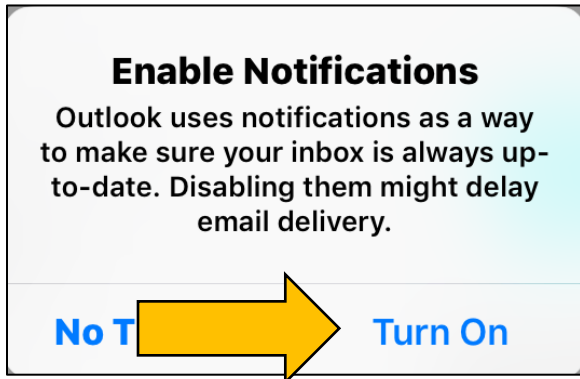 Enable Notifications
Outlook uses notifications as a way
to make sure your inbox is always up-
to-date. Disabling them might delay
email delivery.
No Turn On